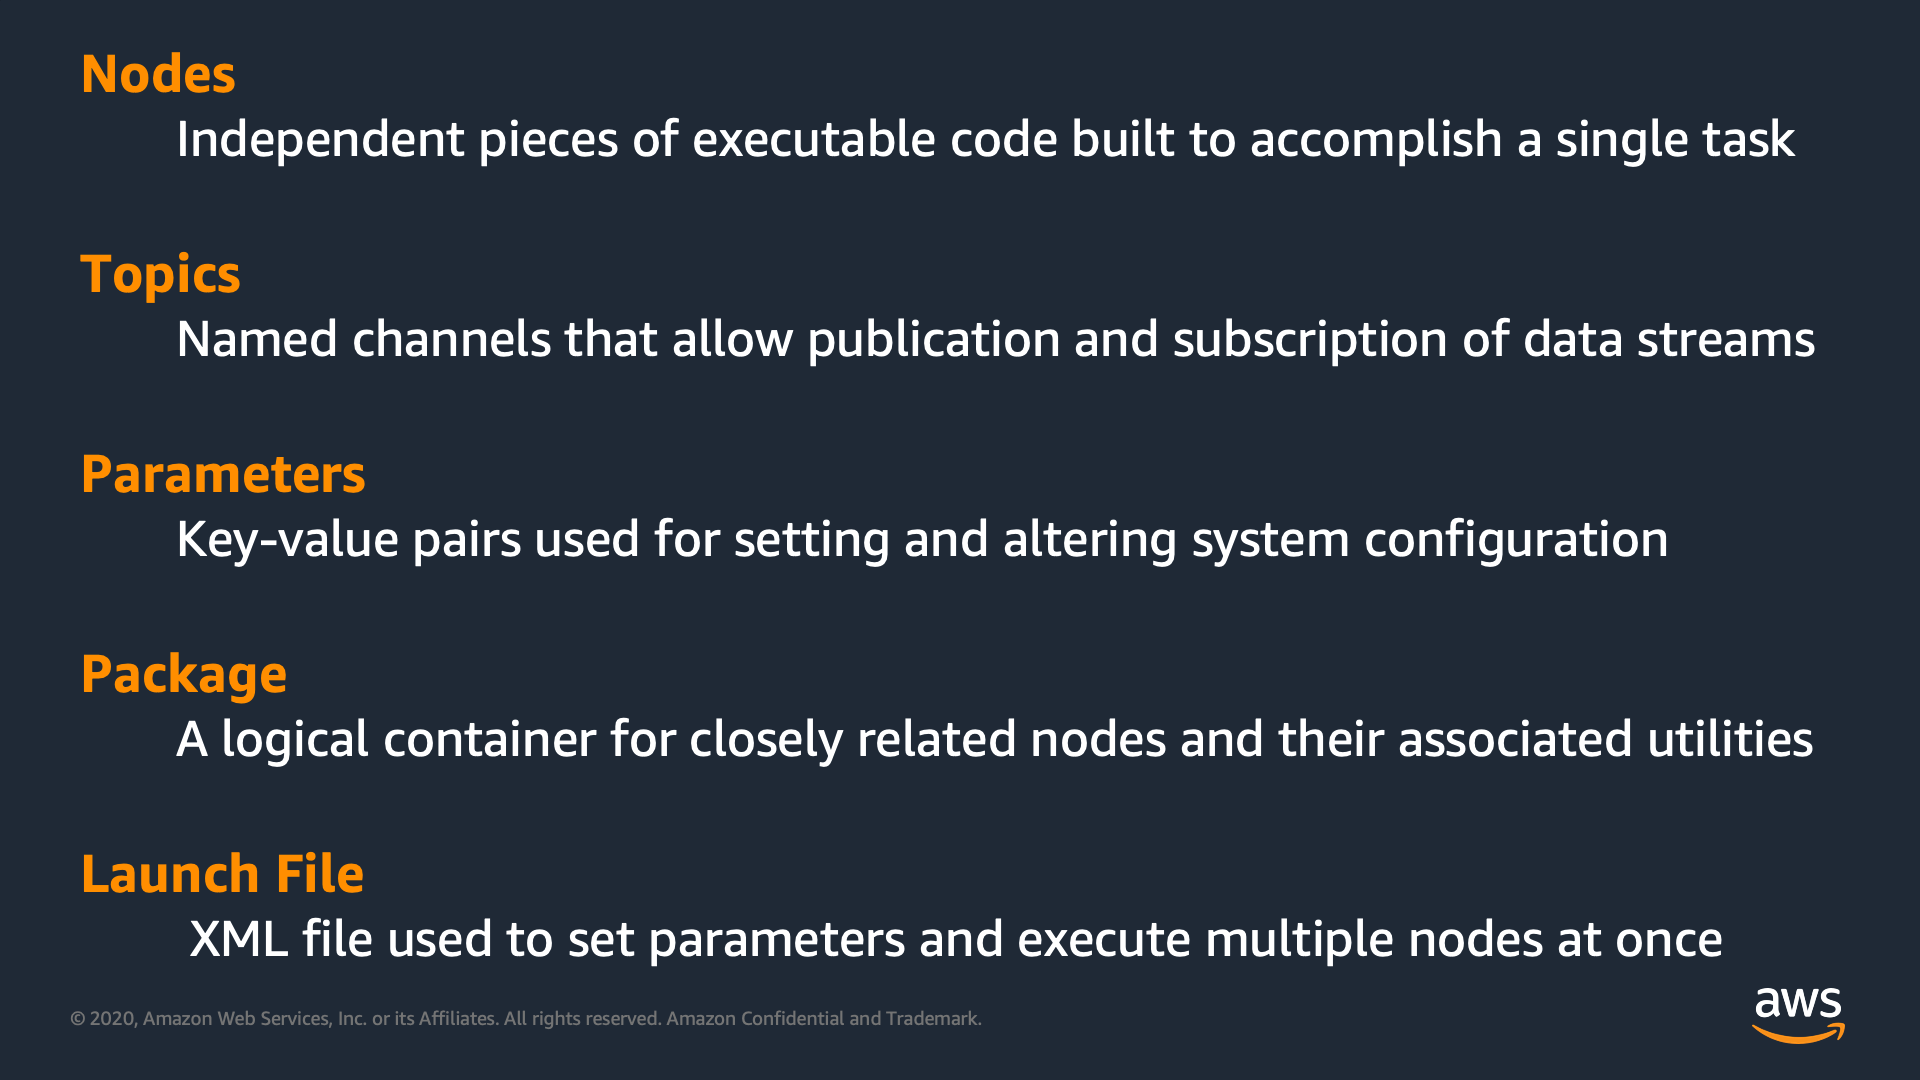 Nodes
Independent pieces of executable code built to accomplish a single task
Topics
Named channels that allow publication and subscription of data streams
Parameters
Key-value pairs used for setting and altering system configuration
Package
A logical container for closely related nodes and their associated utilities
Launch File
XML file used to set parameters and execute multiple nodes at once
© 2020, Amazon Web Services, Inc. or its Affiliates. All rights reserved. Amazon Confidential and Trademark.
aws